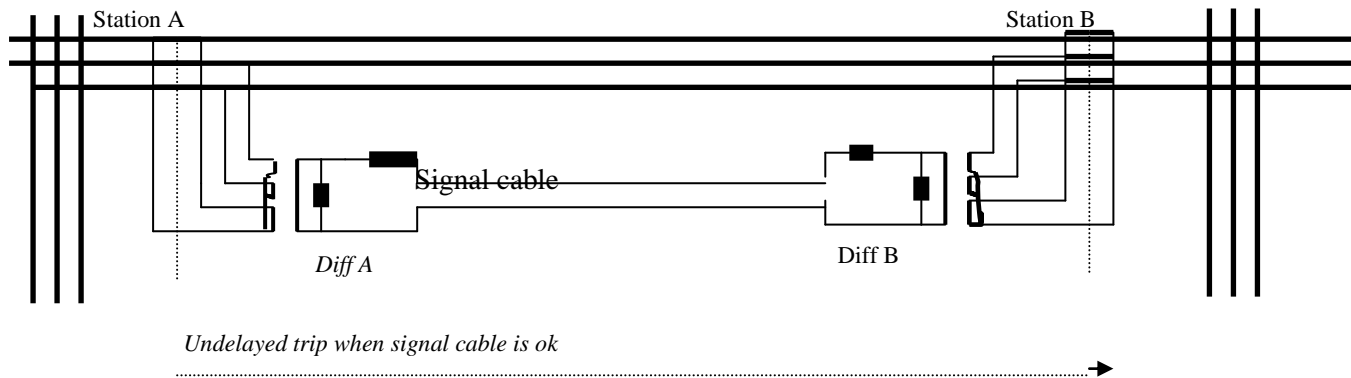 Station A
Station B
Signal cable
Diff A
Diff B
Undelayed trip when signal cable is ok